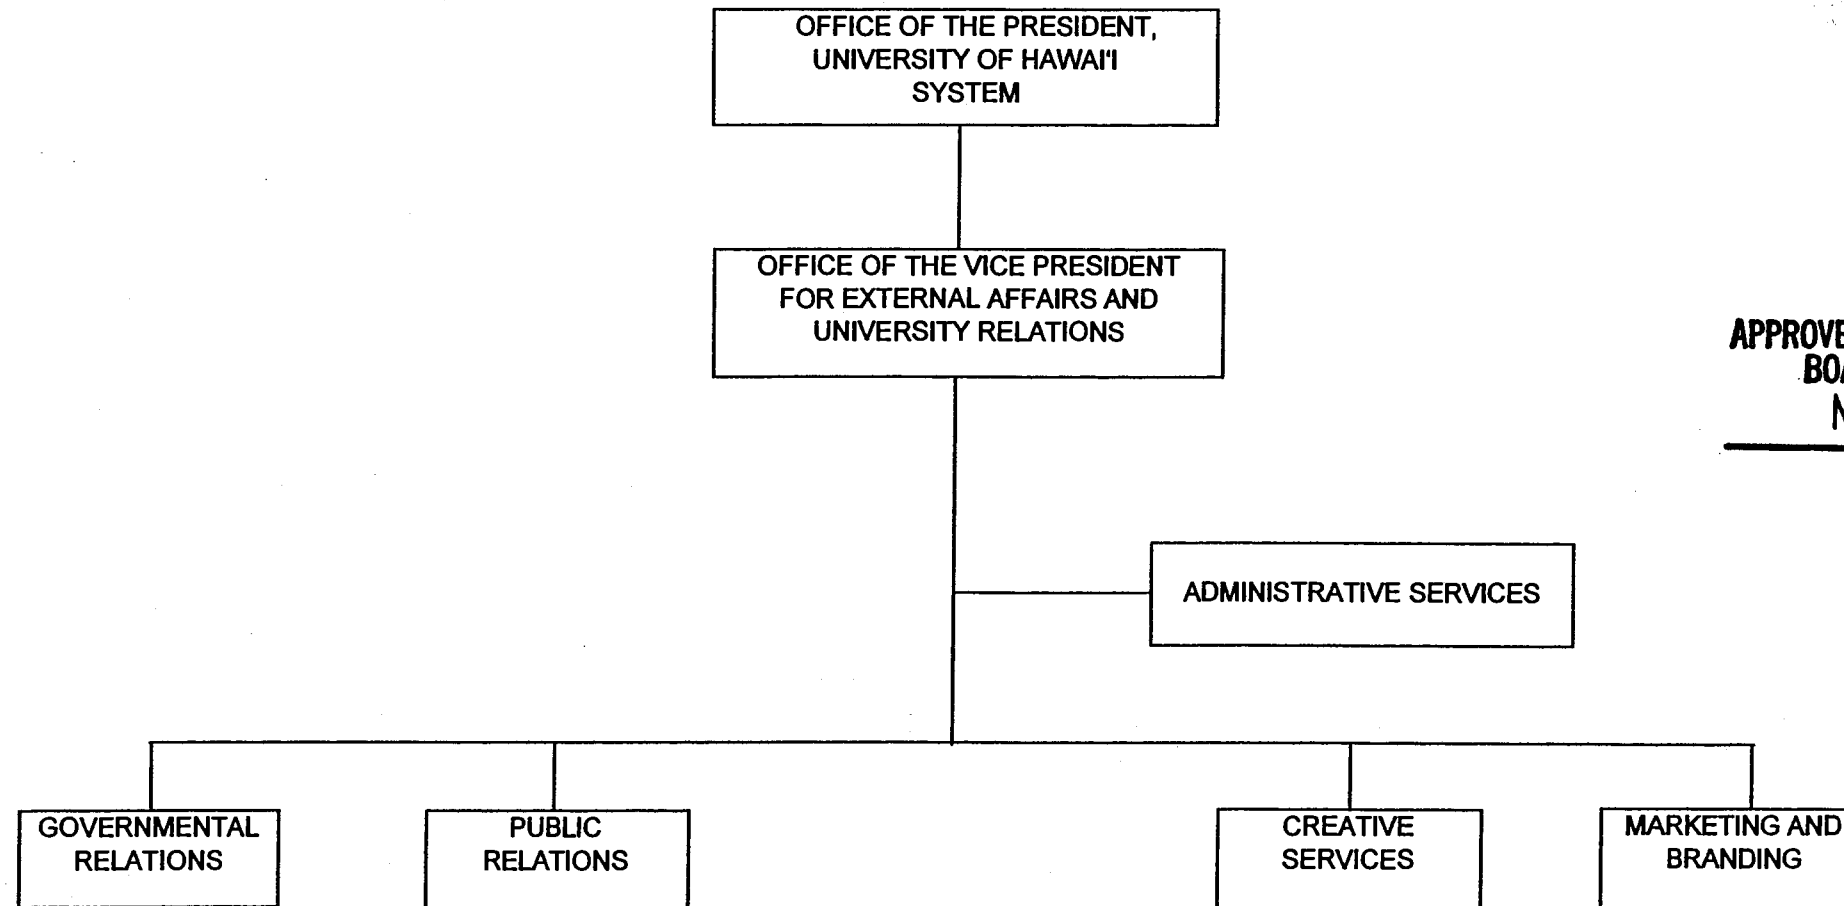 OFFICE OF THE PRESIDENT,
UNIVERSITY OF HAWAI'I
SYSTEM
OFFICE OF THE VICE PRESIDENT
FOR EXTERNAL AFFAIRS AND
UNIVERSITY RELATIONS
ADMINISTRATIVE SERVICES
GOVERNMENTAL
RELATIONS
PUBLIC
RELATIONS
CREATIVE
SERVICES
MARKETING AND
BRANDING